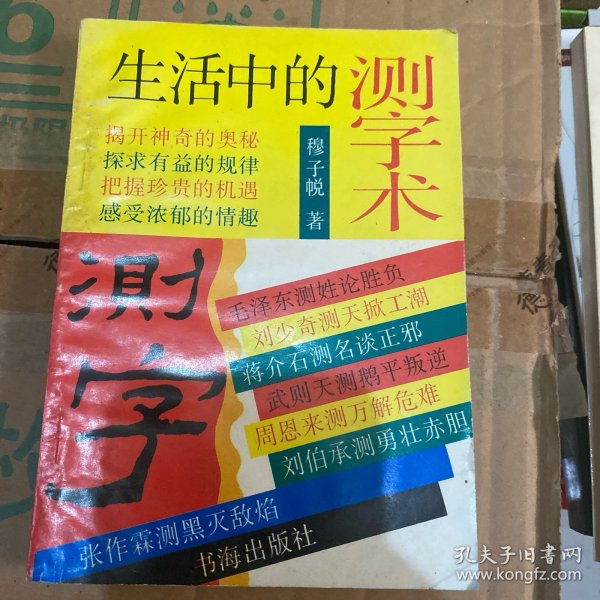 生活中的
测字术
揭开神奇的奥秘
探求有益的规律
把握珍贵的机遇
感受浓郁的情趣
穆子悦 著
测字
毛泽东测姓论胜负
刘少奇测天掀工潮
蒋介石测名谈正邪
武则天测鹅平叛逆
周恩来测万解危难
刘伯承测勇壮赤胆
张作霖测黑灭敌焰
书海出版社
孔夫子旧书网
www.kongfz.com